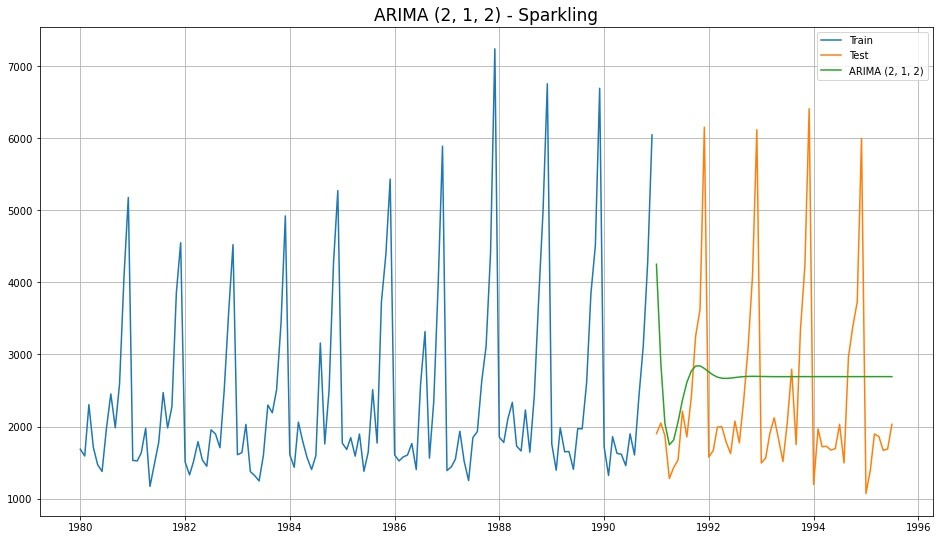 ARIMA (2, 1, 2) - Sparkling
Train
Test
ARIMA (2, 1, 2)
7000
6000
5000
4000
3000
2000
1000
1980 1982 1984 1986 1988 1990 1992 1994 1996